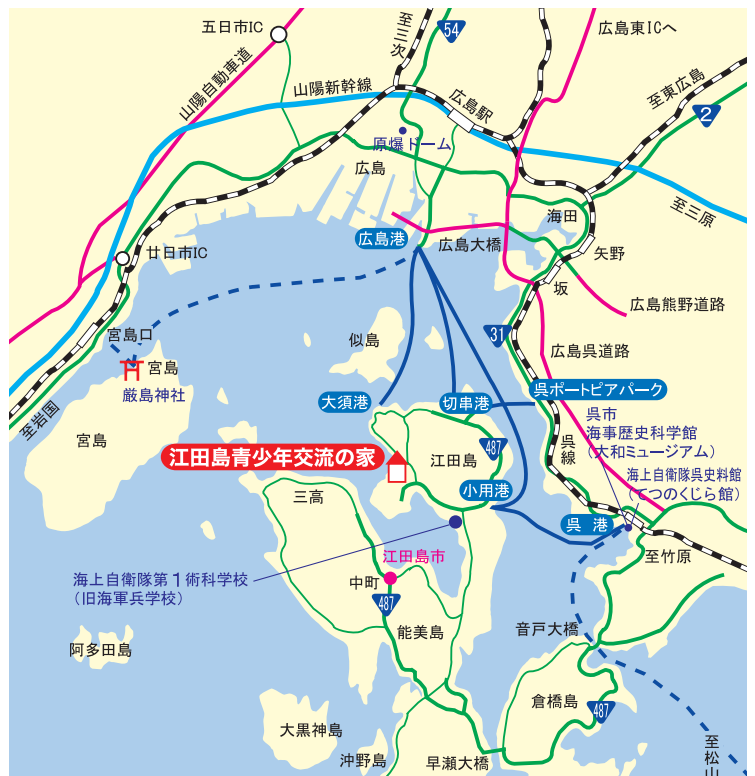 五日市IC
至三次
54
広島東ICへ
山陽自動車道
山陽新幹線
広島駅
至東広島
2
原爆ドーム
広島
海田
至三原
広島港
広島大橋
矢野
廿日市IC
坂
広島熊野道路
宮島口
似島
31
広島呉道路
宮島
厳島神社
大須港
切串港
呉ポートピアパーク
至岩国
宮島
呉市
海事歴史科学館
(大和ミュージアム)
呉線
江田島青少年交流の家
江田島
487
海上自衛隊呉史料館
(てつのくじら館)
小用港
三高
呉港
江田島市
至竹原
海上自衛隊第1術科学校
(旧海軍兵学校)
中町
487
能美島
音戸大橋
阿多田島
倉橋島
487
大黒神島
沖野島
早瀬大橋
至松山